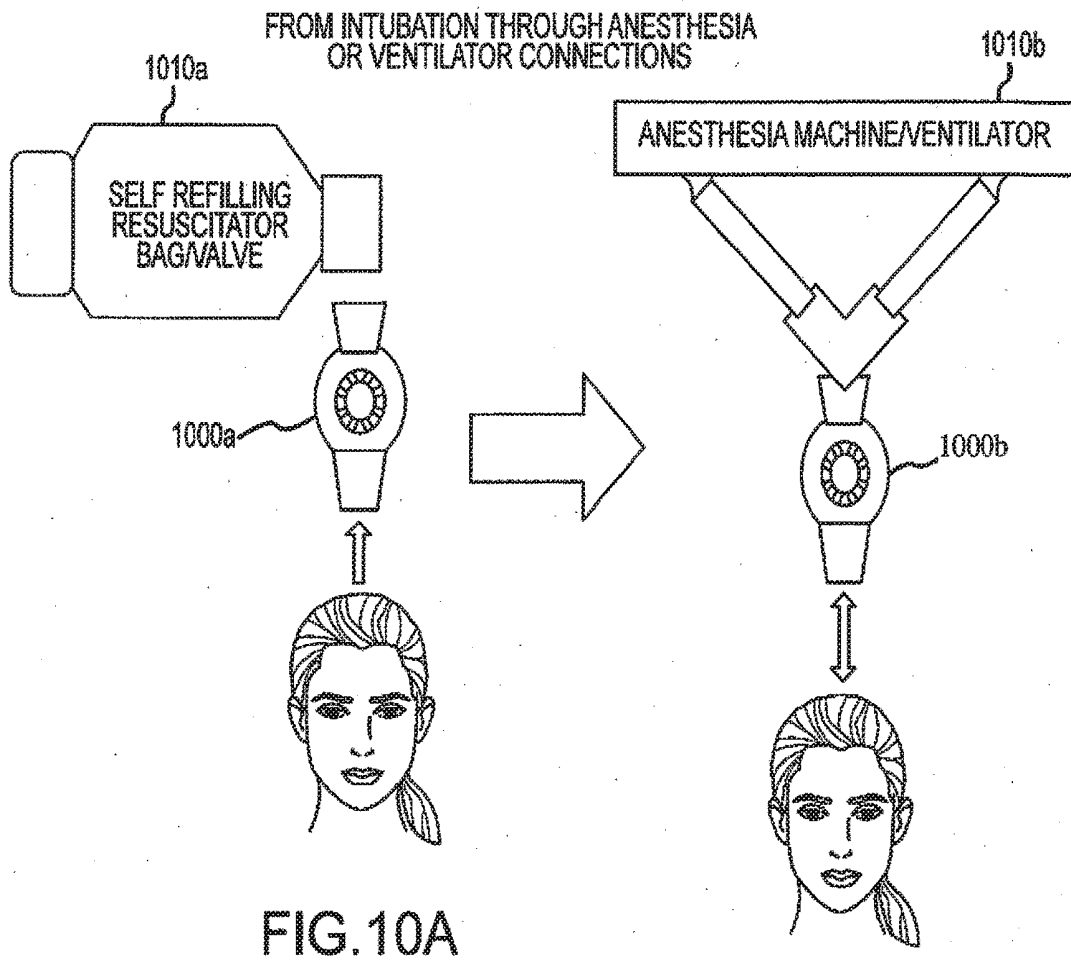 FROM INTUBATION THROUGH ANESTHESIA
OR VENTILATOR CONNECTIONS
1010a
1010b
SELF REFILLING
RESUSCITATOR
BAG/VALVE
ANESTHESIA MACHINE/VENTILATOR
1000a
1000b
FIG.10A